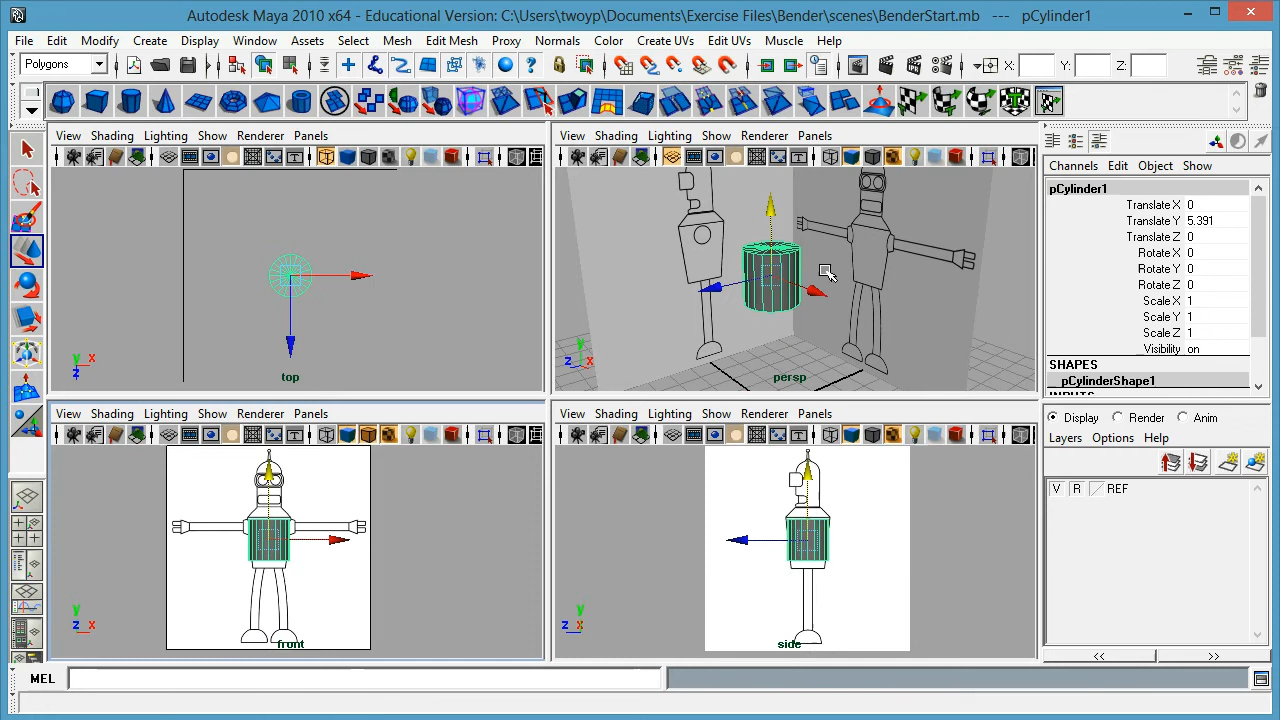 Autodesk Maya 2010 x64 - Educational Version: C:\Users\twoyp\Documents\Exercise Files\Bender\scenes\BenderStart.mb --- pCylinder1
File Edit Modify Create Display Window Assets Select Mesh Edit Mesh Proxy Normals Color Create UVs Edit UVs Muscle Help
Polygons X: Y: Z:
View Shading Lighting Show Renderer Panels
y x
z
top
View Shading Lighting Show Renderer Panels
y
z x
persp
View Shading Lighting Show Renderer Panels
y
z x
front
View Shading Lighting Show Renderer Panels
y
z x
side
Channels Edit Object Show
pCylinder1
Translate X 0
Translate Y 5.391
Translate Z 0
Rotate X 0
Rotate Y 0
Rotate Z 0
Scale X 1
Scale Y 1
Scale Z 1
Visibility on
SHAPES
pCylinderShape1
INPUTS
Display Render Anim
Layers Options Help
V R REF
<< >>
MEL